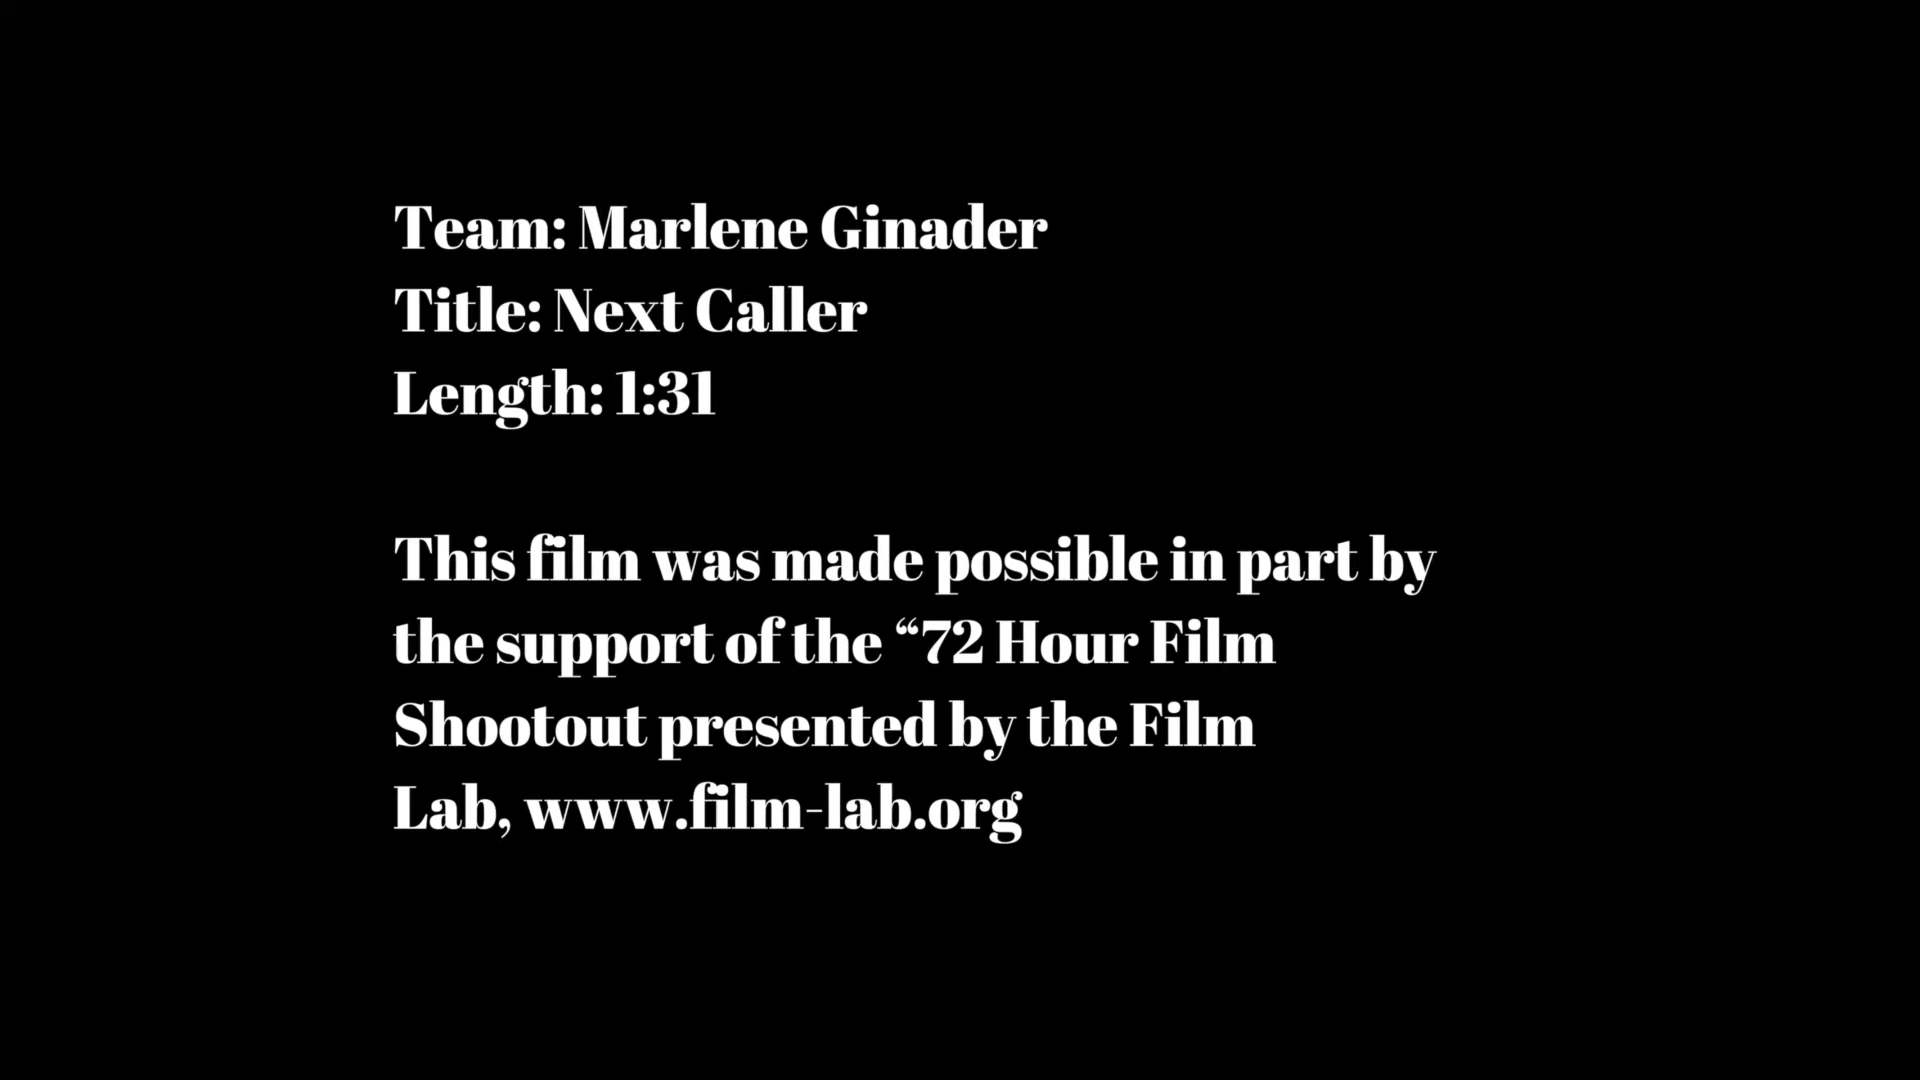 Team: Marlene Ginader
Title: Next Caller
Length: 1:31
This film was made possible in part by
the support of the “72 Hour Film
Shootout presented by the Film
Lab, www.film-lab.org